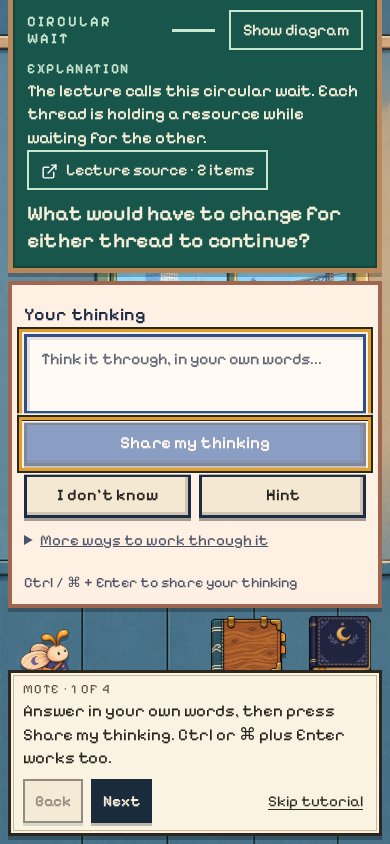 CIRCULAR
WAIT
Show diagram
EXPLANATION
The lecture calls this circular wait. Each
thread is holding a resource while
waiting for the other.
Lecture source · 2 items
What would have to change for
either thread to continue?
Your thinking
Think it through, in your own words...
Share my thinking
I don't know
Hint
More ways to work through it
Ctrl / ⌘ + Enter to share your thinking
MOTE · 1 OF 4
Answer in your own words, then press
Share my thinking. Ctrl or ⌘ plus Enter
works too.
Back
Next
Skip tutorial